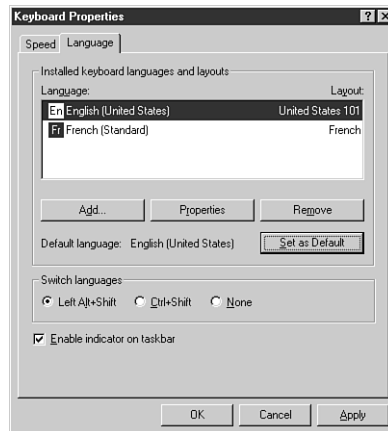 Keyboard Properties
Speed Language
Installed keyboard languages and layouts
Language: Layout:
En English (United States) United States 101
Fr French (Standard) French
Add... Properties Remove
Default language: English (United States) Set as Default
Switch languages
Left Alt+Shift Ctrl+Shift None
Enable indicator on taskbar
OK Cancel Apply